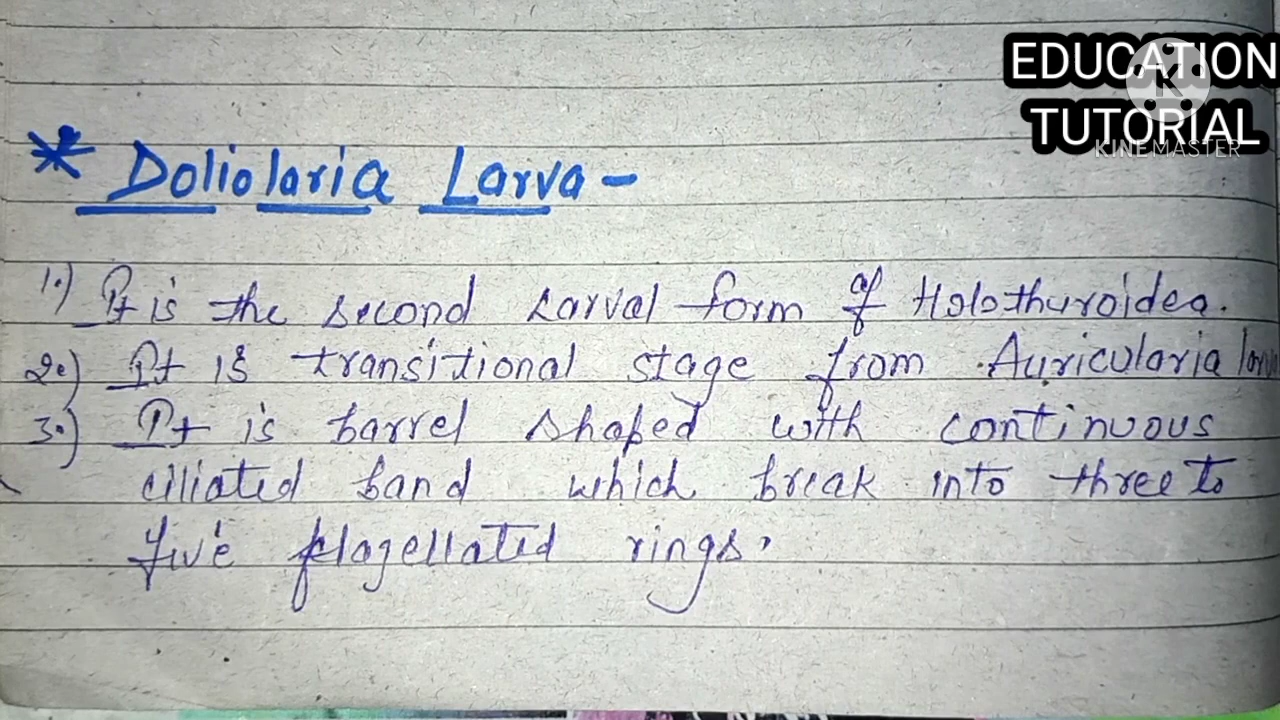 EDUCATION
TUTORIAL
KINEMASTER
* Doliolaria Larva -
1.) It is the second Larval form of Holothuroidea.
2.) It is transitional stage from Auricularia
3.) It is barrel shaped with continuous
ciliated band which break into three to
five flagellated rings.